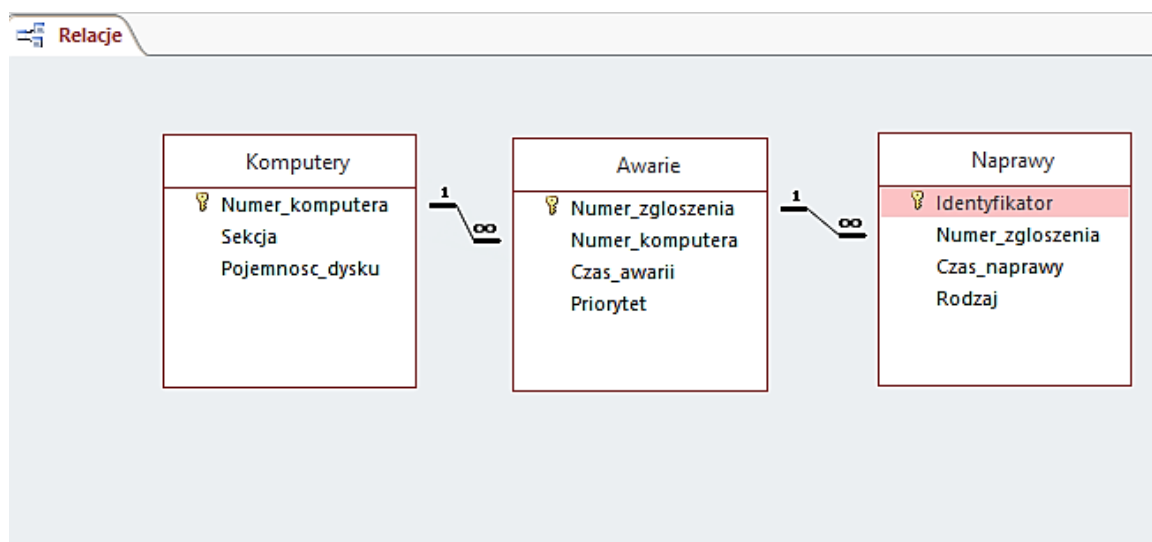 Relacje
Komputery
Numer_komputera
Sekcja
Pojemnosc_dysku
1
∞
Awarie
Numer_zgloszenia
Numer_komputera
Czas_awarii
Priorytet
1
∞
Naprawy
Identyfikator
Numer_zgloszenia
Czas_naprawy
Rodzaj